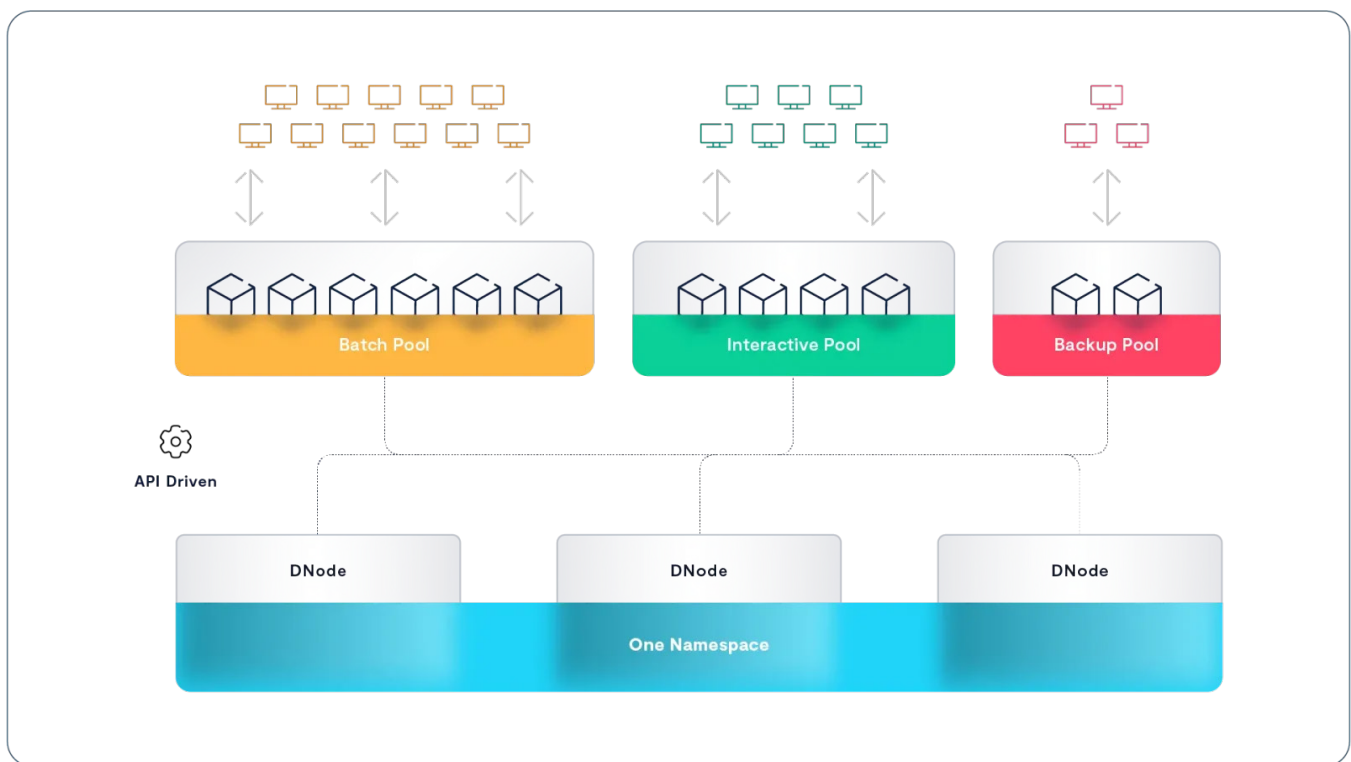 Batch Pool
Interactive Pool
Backup Pool
API Driven
DNode
DNode
DNode
One Namespace